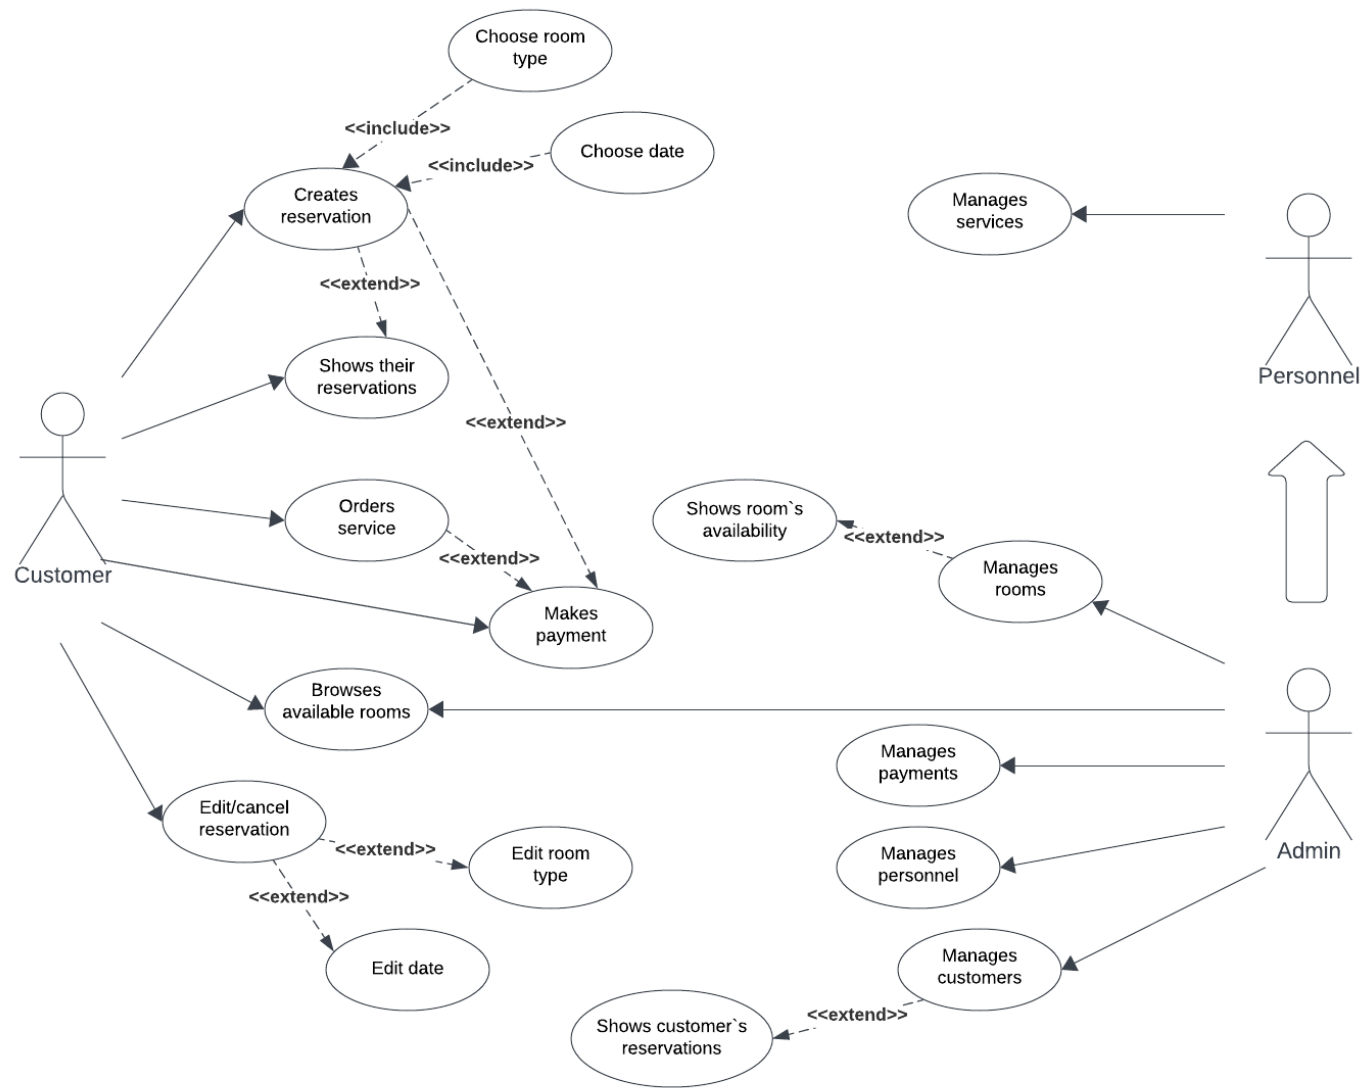 Choose room
type
<<include>>
Choose date
<<include>>
Creates
reservation
Manages
services
<<extend>>
Shows their
reservations
Personnel
<<extend>>
Orders
service
Shows room`s
availability
<<extend>>
<<extend>>
Customer
Manages
rooms
Makes
payment
Browses
available rooms
Manages
payments
Edit/cancel
reservation
<<extend>>
Edit room
type
Manages
personnel
Admin
<<extend>>
Edit date
Manages
customers
<<extend>>
Shows customer`s
reservations